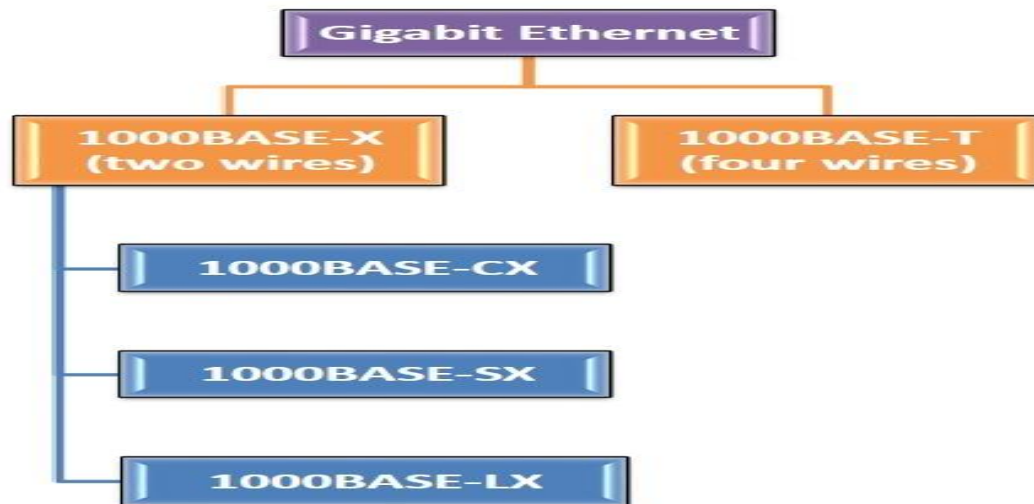 Gigabit Ethernet
1000BASE-X
(two wires)
1000BASE-T
(four wires)
1000BASE-CX
1000BASE-SX
1000BASE-LX